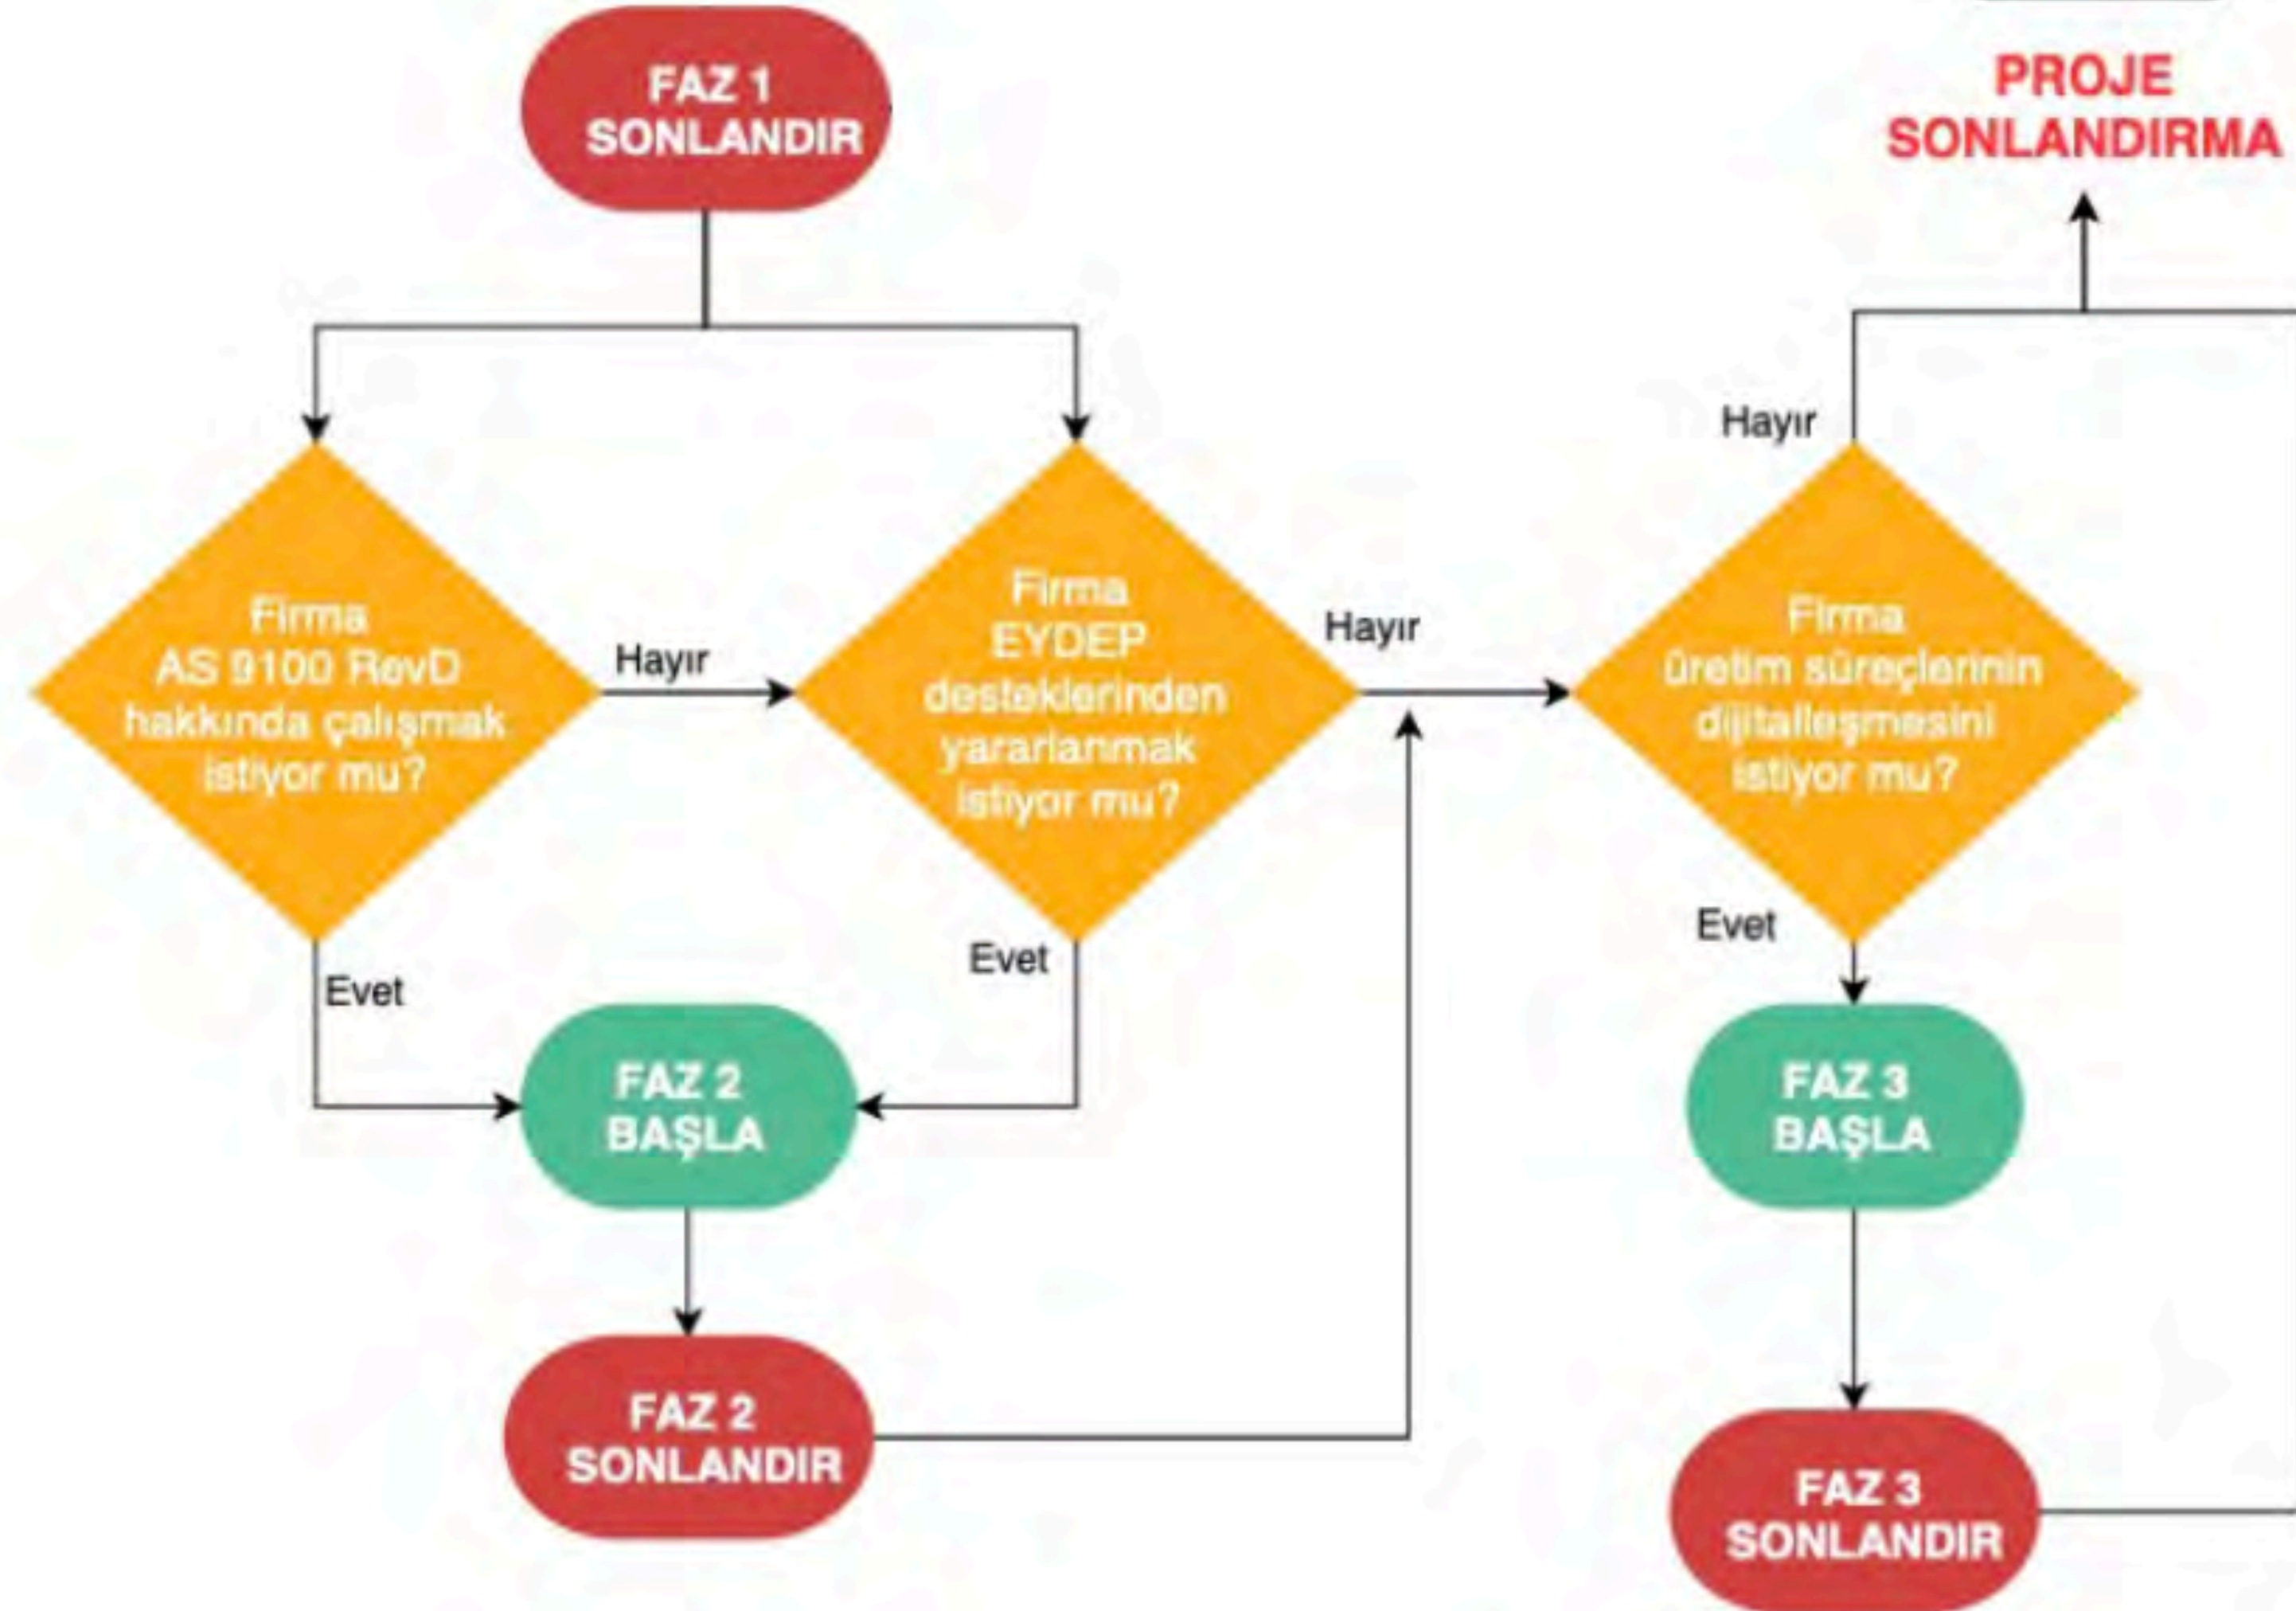 FAZ 1
SONLANDIR
PROJE
SONLANDIRMA
Firma
AS 9100 RevD
hakkında çalışmak
istiyor mu?
Hayır
Evet
Firma
EYDEP
desteklerinden
yararlanmak
istiyor mu?
Hayır
Evet
Firma
üretim süreçlerinin
dijitalleşmesini
istiyor mu?
Hayır
Evet
FAZ 2
BAŞLA
FAZ 3
BAŞLA
FAZ 2
SONLANDIR
FAZ 3
SONLANDIR